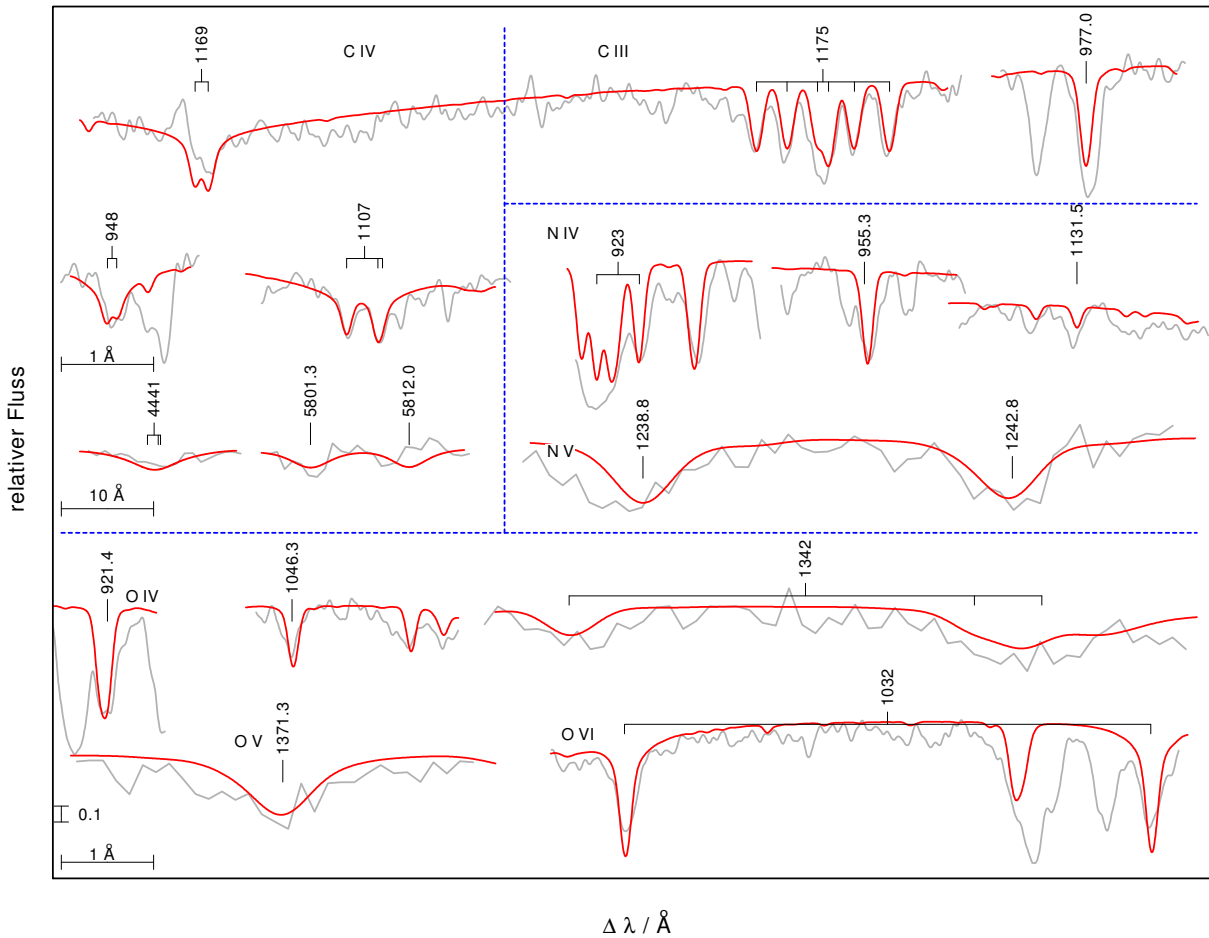 1169
C IV
C III
1175
977.0
948
1107
N IV
923
955.3
1131.5
1 Å
4441
5801.3
5812.0
N V
1238.8
1242.8
10 Å
relativer Fluss
921.4
O IV
1046.3
1342
O V
1371.3
O VI
1032
0.1
1 Å
Δ λ / Å